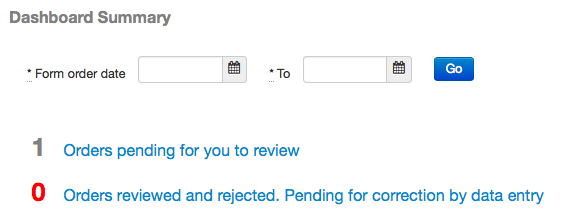 Dashboard Summary
* Form order date * To Go
1 Orders pending for you to review
0 Orders reviewed and rejected. Pending for correction by data entry